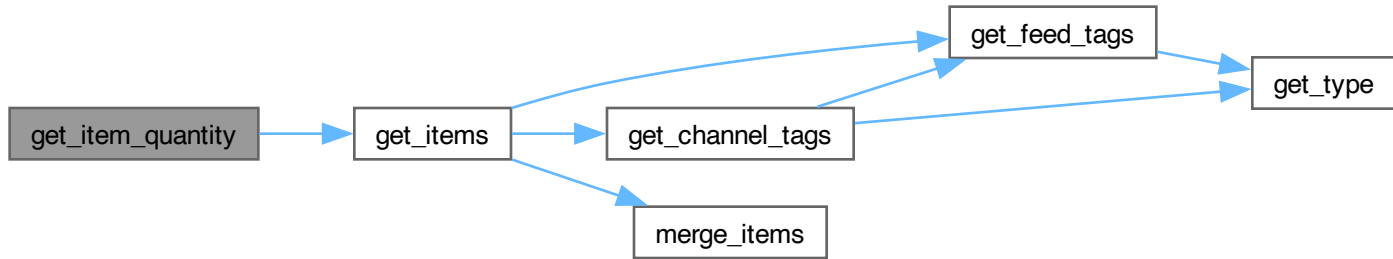 get_feed_tags
get_type
get_item_quantity
get_items
get_channel_tags
merge_items